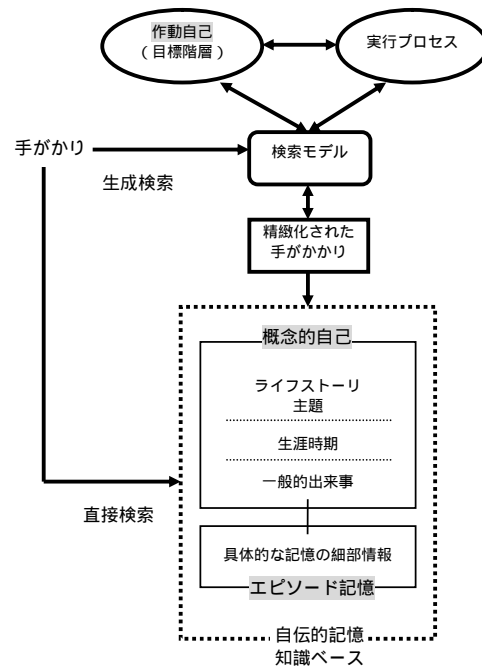 作動自己
（目標階層）
実行プロセス
手がかり
検索モデル
生成検索
精緻化された
手がかかり
概念的自己
ライフストーリ
主題
生涯時期
一般的出来事
直接検索
具体的な記憶の細部情報
エピソード記憶
自伝的記憶
知識ベース